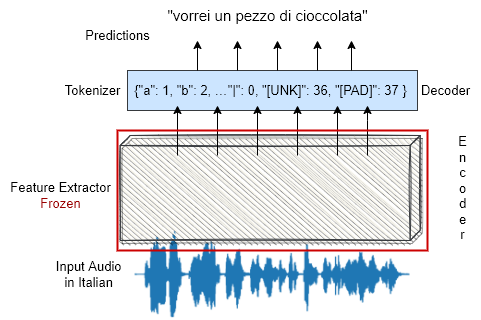 "vorrei un pezzo di cioccolata"
Predictions
Tokenizer
{"a": 1, "b": 2, ..."|": 0, "[UNK]": 36, "[PAD]": 37 }
Decoder
Feature Extractor
Frozen
Encoder
Input Audio
in Italian